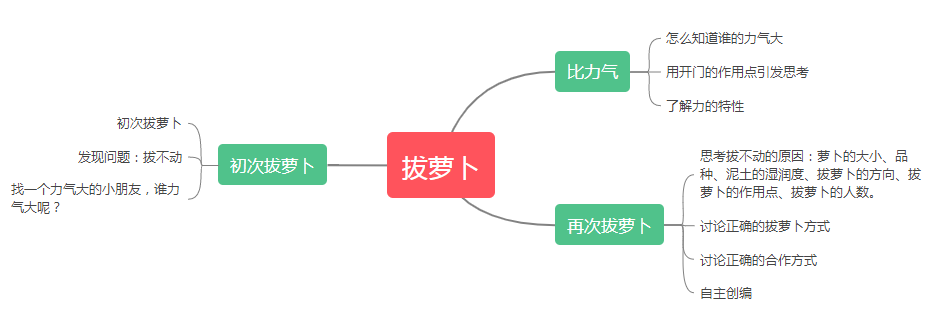 拔萝卜
初次拔萝卜
初次拔萝卜
发现问题：拔不动
找一个力气大的小朋友，谁力
气大呢？
比力气
怎么知道谁的力气大
用开门的作用点引发思考
了解力的特性
再次拔萝卜
思考拔不动的原因：萝卜的大小、品
种、泥土的湿润度、拔萝卜的方向、拔
萝卜的作用点、拔萝卜的人数。
讨论正确的拔萝卜方式
讨论正确的合作方式
自主创编